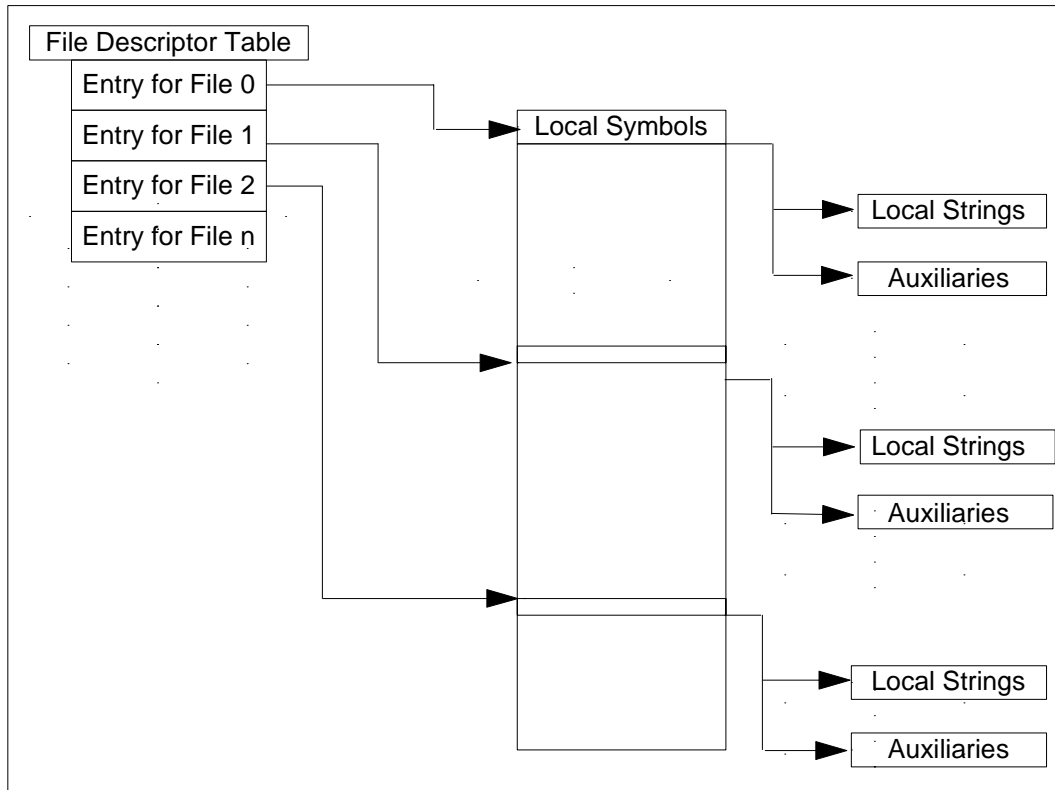 File Descriptor Table
Entry for File 0
Entry for File 1
Entry for File 2
Entry for File n
Local Symbols
Local Strings
Auxiliaries
Local Strings
Auxiliaries
Local Strings
Auxiliaries